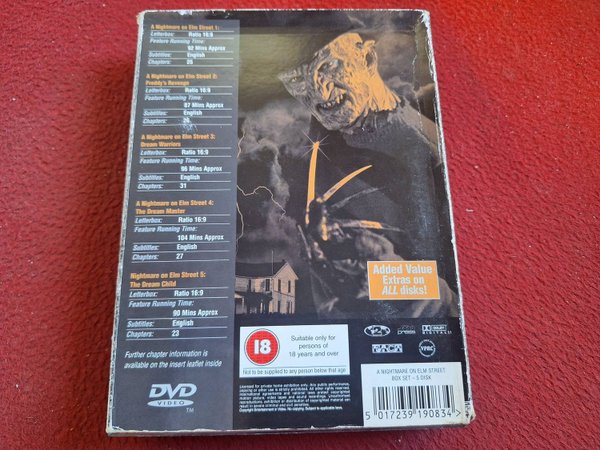 A Nightmare on Elm Street 1:
Letterbox: Ratio 16:9
Feature Running Time:
92 Mins Approx
Subtitles: English
Chapters: 25
A Nightmare on Elm Street 2:
Freddy's Revenge
Letterbox: Ratio 16:9
Feature Running Time:
87 Mins Approx
Subtitles: English
Chapters: 26
A Nightmare on Elm Street 3:
Dream Warriors
Letterbox: Ratio 16:9
Feature Running Time:
96 Mins Approx
Subtitles: English
Chapters: 31
A Nightmare on Elm Street 4:
The Dream Master
Letterbox: Ratio 16:9
Feature Running Time:
104 Mins Approx
Subtitles: English
Chapters: 27
Nightmare on Elm Street 5:
The Dream Child
Letterbox: Ratio 16:9
Feature Running Time:
90 Mins Approx
Subtitles: English
Chapters: 23
Further chapter information is
available on the insert leaflet inside
DVD
VIDEO
TM
Added Value
Extras on
ALL disks!
18
Suitable only for
persons of
18 years and over
Not to be supplied to any person below that age
DOLBY
DIGITAL
A NIGHTMARE ON ELM STREET
BOX SET - 5 DISK
5 017239 190834 >